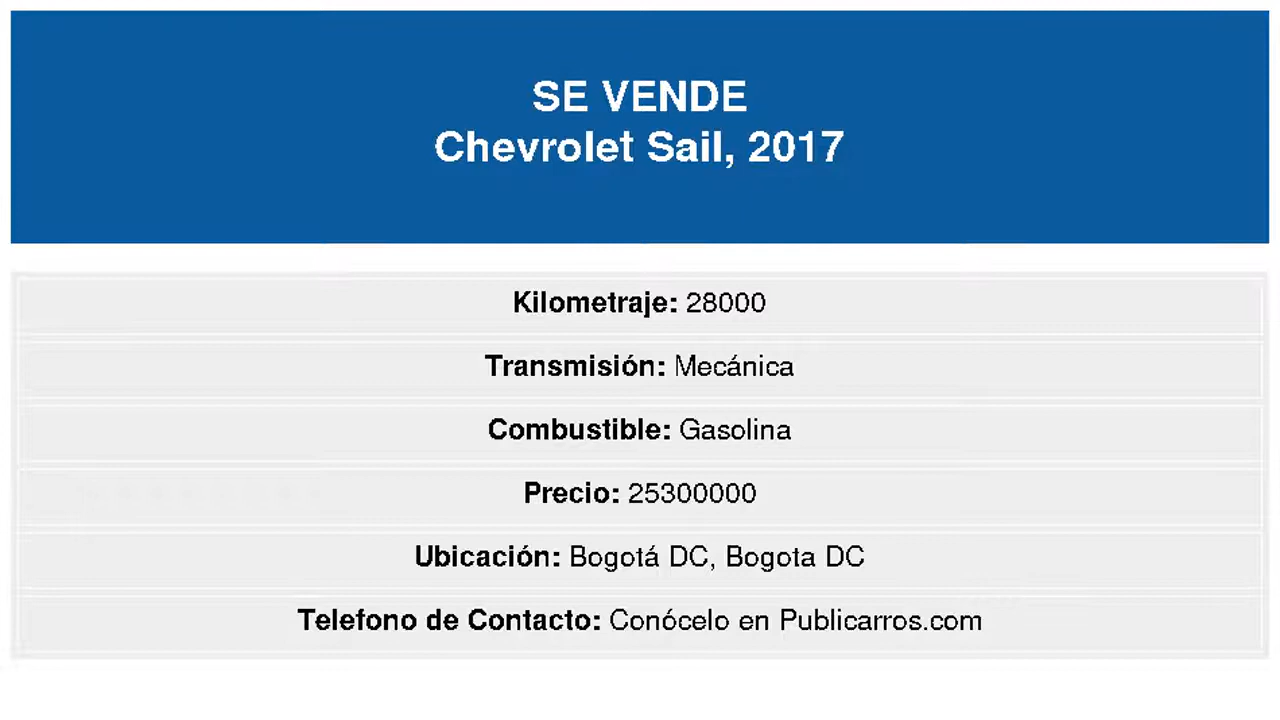 SE VENDE
Chevrolet Sail, 2017
Kilometraje: 28000
Transmisión: Mecánica
Combustible: Gasolina
Precio: 25300000
Ubicación: Bogotá DC, Bogota DC
Telefono de Contacto: Conócelo en Publicarros.com